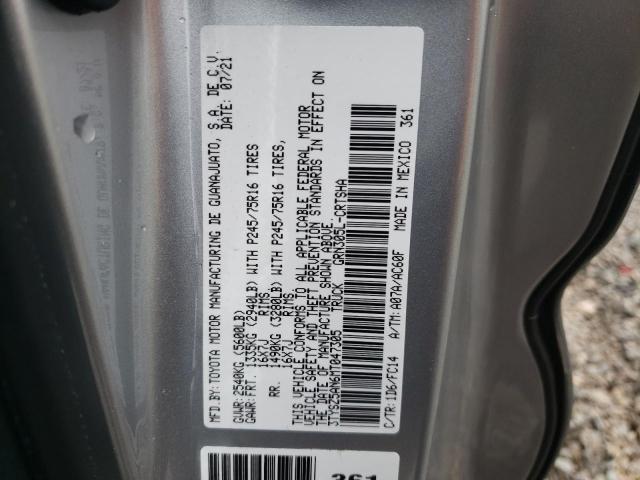 MFD.BY: TOYOTA MOTOR MANUFACTURING DE GUANAJUATO, S.A. DE C.V.
DATE: 07/21
GVWR: 2540KG (5600LB)
GAWR: FRT. 1335KG (2940LB) WITH P245/75R16 TIRES
16X7J RIMS
RR. 1490KG (3280LB) WITH P245/75R16 TIRES,
16X7J RIMS
THIS VEHICLE CONFORMS TO ALL APPLICABLE FEDERAL MOTOR
VEHICLE SAFETY AND THEFT PREVENTION STANDARDS IN EFFECT ON
THE DATE OF MANUFACTURE SHOWN ABOVE.
3TYSZ5AN6MT047305 TRUCK GRN305L-CRTSHA
C/TR: 1D6/FC14 A/TM: A07A/AC60F MADE IN MEXICO 361
361